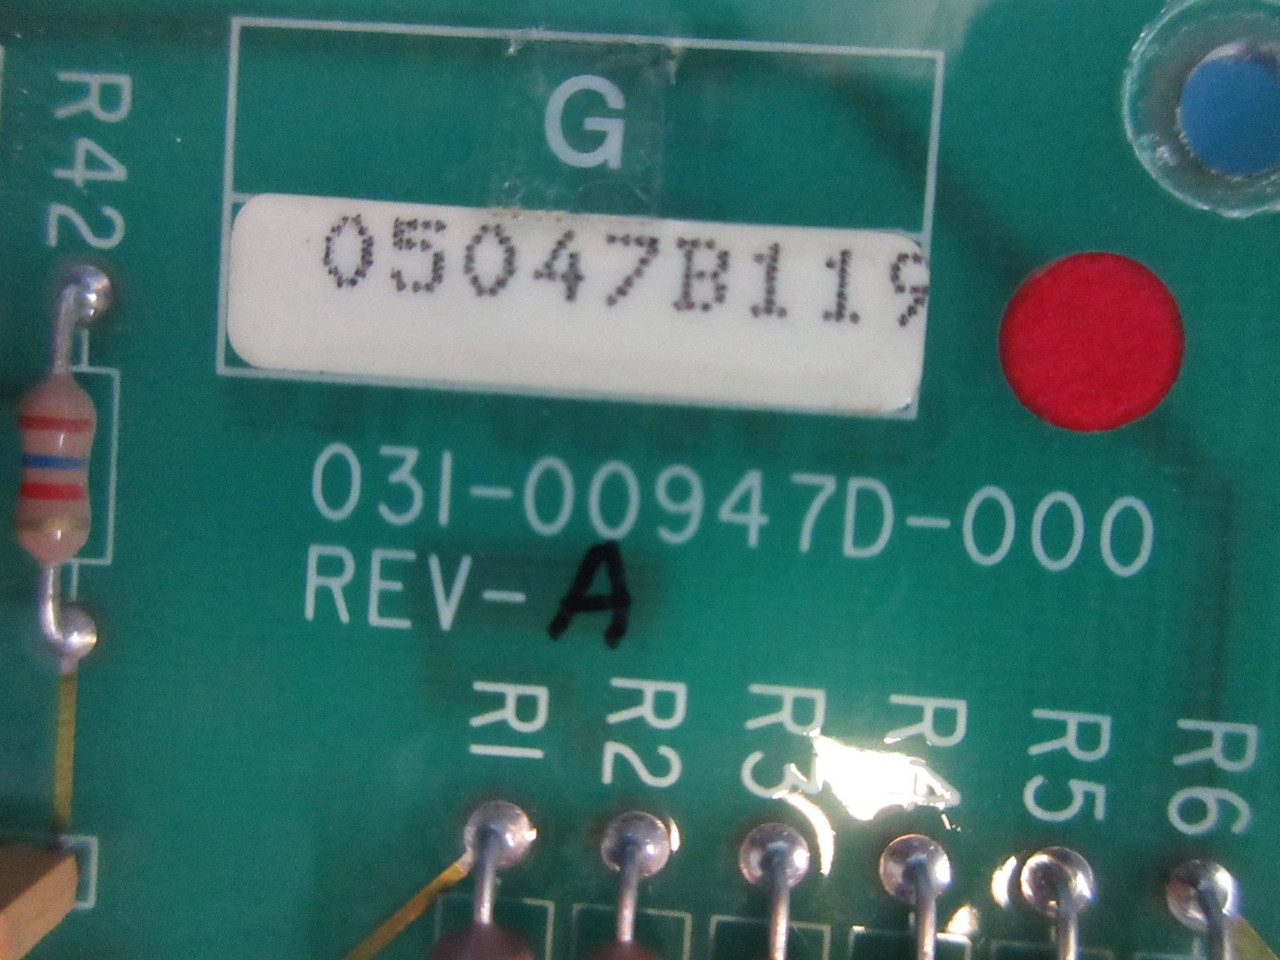 G
05047B119
031-00947D-000
REV-A
R42
R1
R2
R3
R4
R5
R6